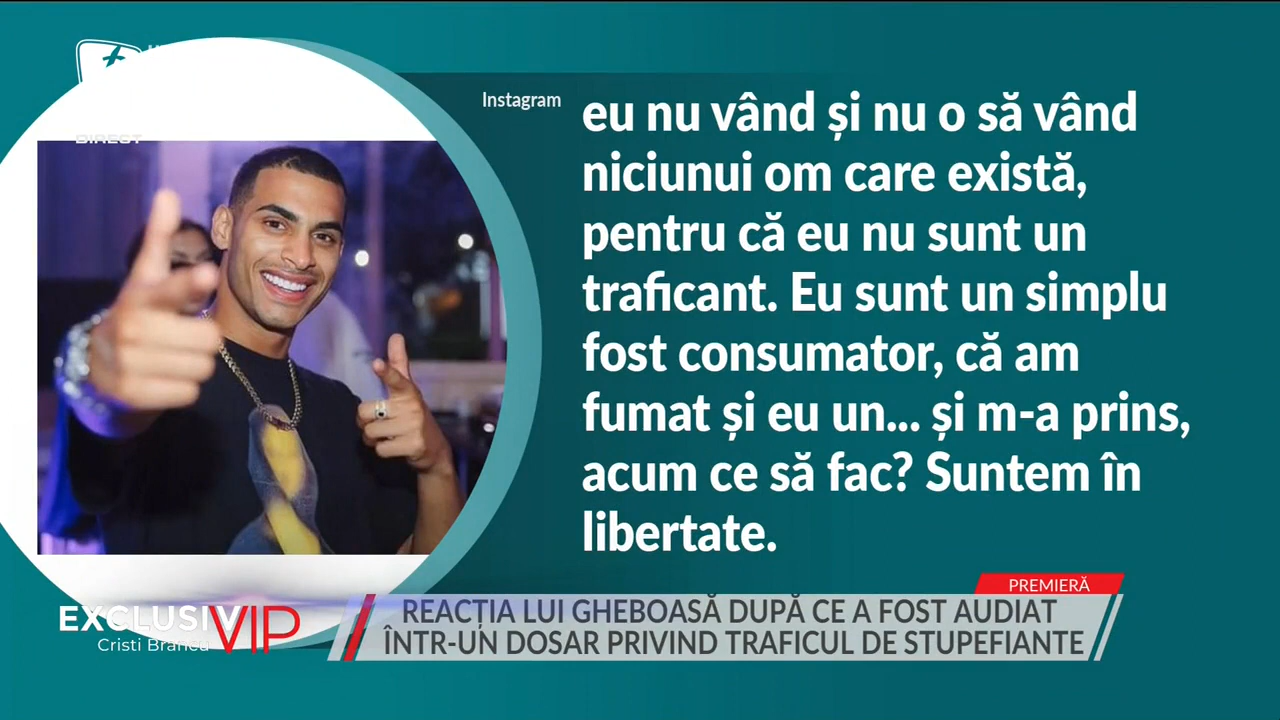 DIRECT
Instagram
eu nu vând și nu o să vând
niciunui om care există,
pentru că eu nu sunt un
traficant. Eu sunt un simplu
fost consumator, că am
fumat și eu un... și m-a prins,
acum ce să fac? Suntem în
libertate.
PREMIERĂ
EXCLUSIV VIP
Cristi Brancu
REACȚIA LUI GHEBOASĂ DUPĂ CE A FOST AUDIAT
ÎNTR-UN DOSAR PRIVIND TRAFICUL DE STUPEFIANTE